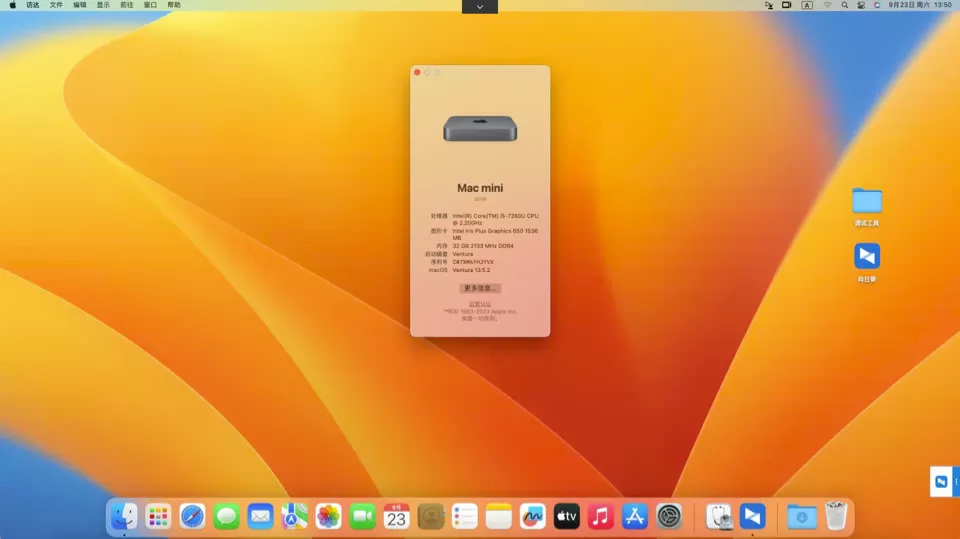 访达 文件 编辑 显示 前往 窗口 帮助
A
9月23日 周六 13:50
Mac mini
2018
处理器 Intel(R) Core(TM) i5-7260U CPU
@ 2.20GHz
图形卡 Intel Iris Plus Graphics 650 1536
MB
内存 32 GB 2133 MHz DDR4
启动磁盘 Ventura
序列号
macOS Ventura 13.5.2
更多信息...
监管认证
™和© 1983-2023 Apple Inc.
保留一切权利。
调试工具
向日葵
9月
23
tv